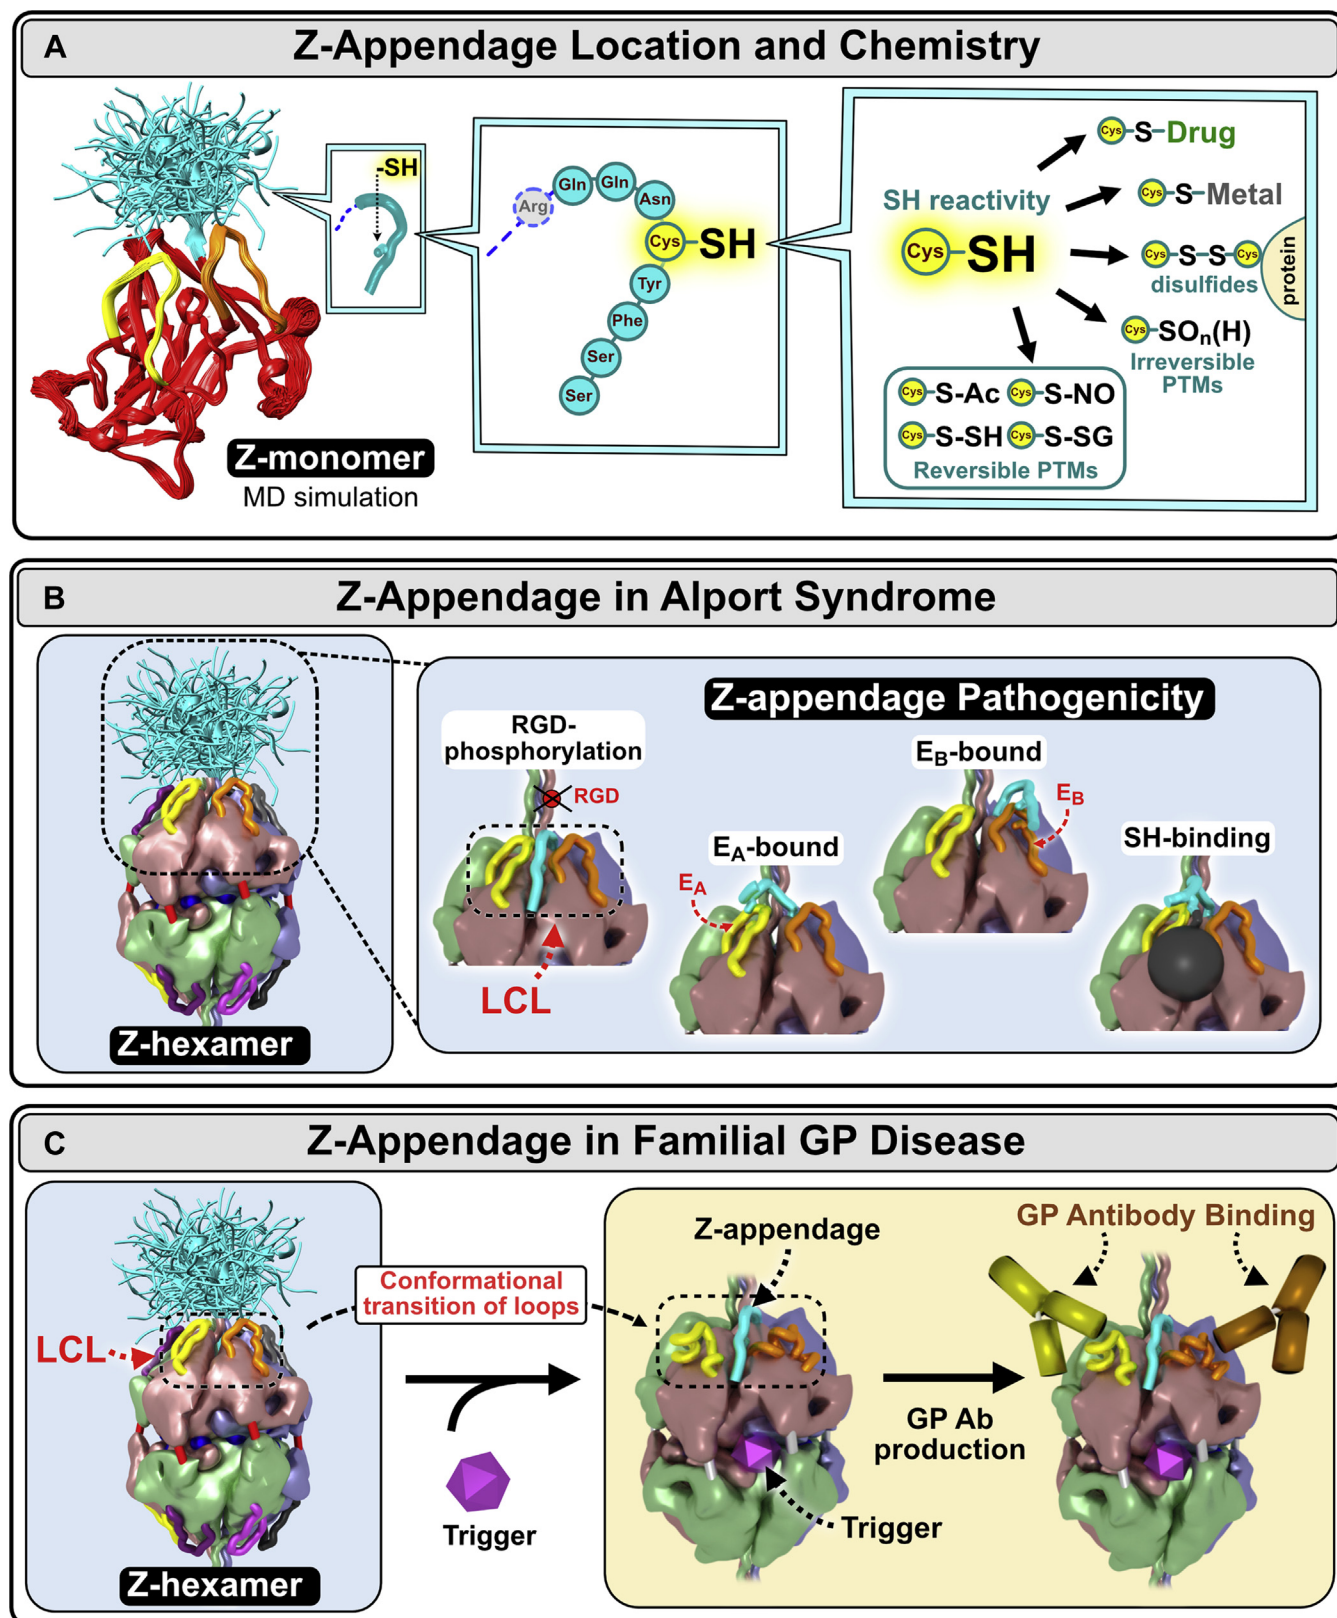 A
Z-Appendage Location and Chemistry
-SH
Arg
Gln
Gln
Asn
Cys
SH
Tyr
Phe
Ser
Ser
SH reactivity
Cys-SH
Cys-S-Drug
Cys-S-Metal
Cys-S-S-Cys
disulfides
protein
Cys-SOn(H)
Irreversible
PTMs
Cys-S-Ac Cys-S-NO
Cys-S-SH Cys-S-SG
Reversible PTMs
Z-monomer
MD simulation
B
Z-Appendage in Alport Syndrome
Z-hexamer
Z-appendage Pathogenicity
RGD-
phosphorylation
RGD
LCL
EA-bound
EA
EB-bound
EB
SH-binding
C
Z-Appendage in Familial GP Disease
LCL
Z-hexamer
Conformational
transition of loops
Trigger
Z-appendage
Trigger
GP Ab
production
GP Antibody Binding